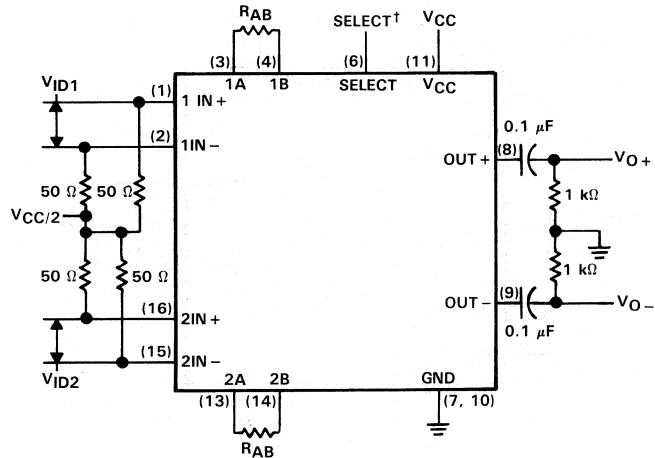 RAB
SELECT†
VCC
(3)
(4)
(6)
(11)
1A
1B
SELECT
VCC
VID1
(1)
1 IN+
(2)
1IN−
50 Ω
50 Ω
VCC/2
50 Ω
50 Ω
(16)
2IN+
(15)
2IN−
VID2
0.1 µF
OUT+
(8)
VO+
1 kΩ
1 kΩ
OUT−
(9)
VO−
0.1 µF
2A
2B
GND
(13)
(14)
(7, 10)
RAB